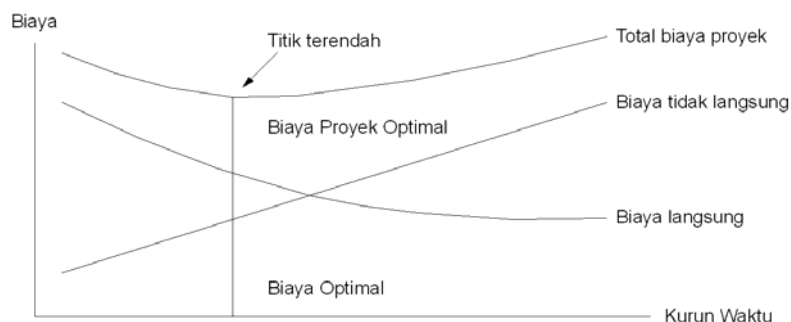 Biaya
Titik terendah
Total biaya proyek
Biaya tidak langsung
Biaya Proyek Optimal
Biaya langsung
Biaya Optimal
Kurun Waktu